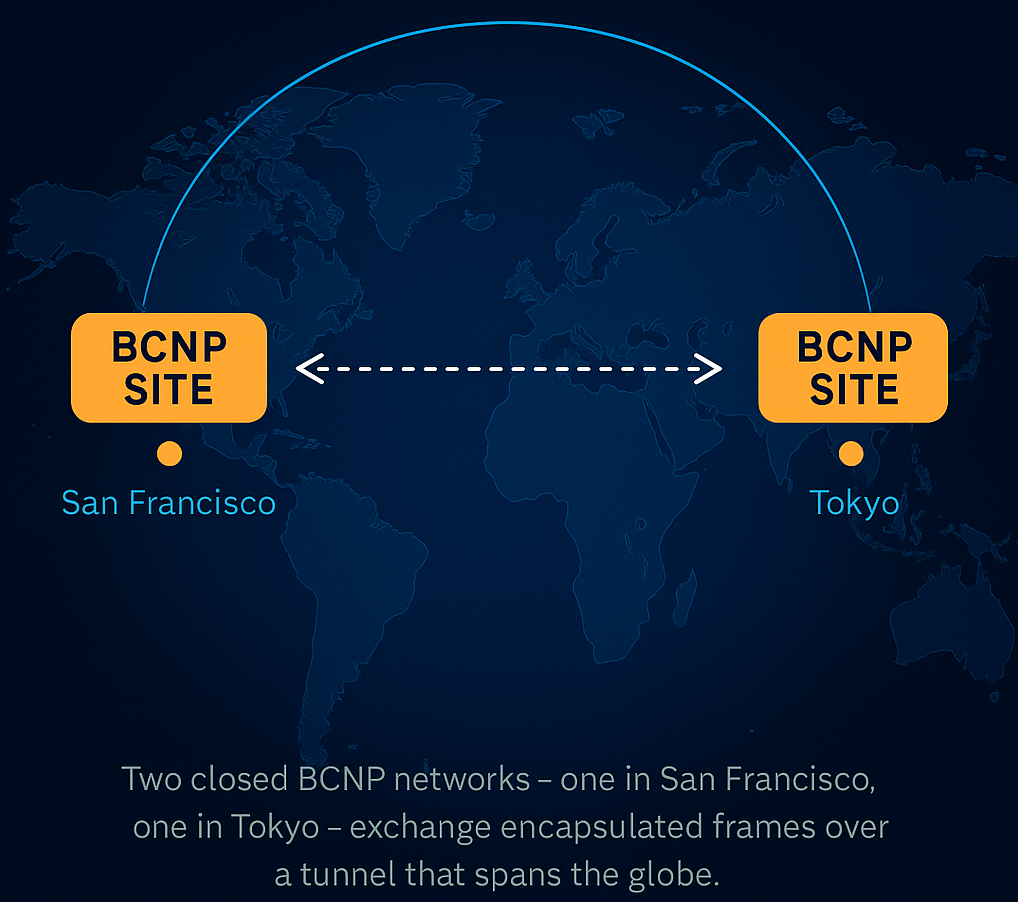 BCNP
SITE
BCNP
SITE
San Francisco
Tokyo
Two closed BCNP networks – one in San Francisco,
one in Tokyo – exchange encapsulated frames over
a tunnel that spans the globe.